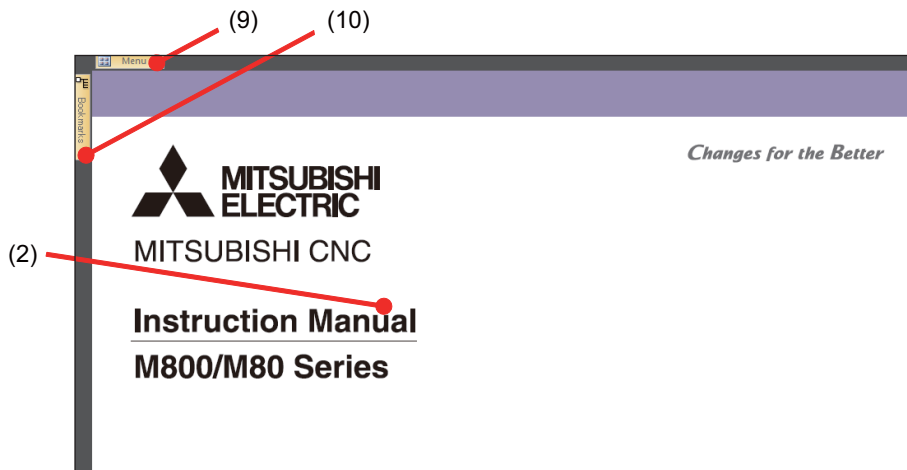 (9) (10)
Menu
Bookmarks
Changes for the Better
MITSUBISHI
ELECTRIC
MITSUBISHI CNC
(2)
Instruction Manual
M800/M80 Series